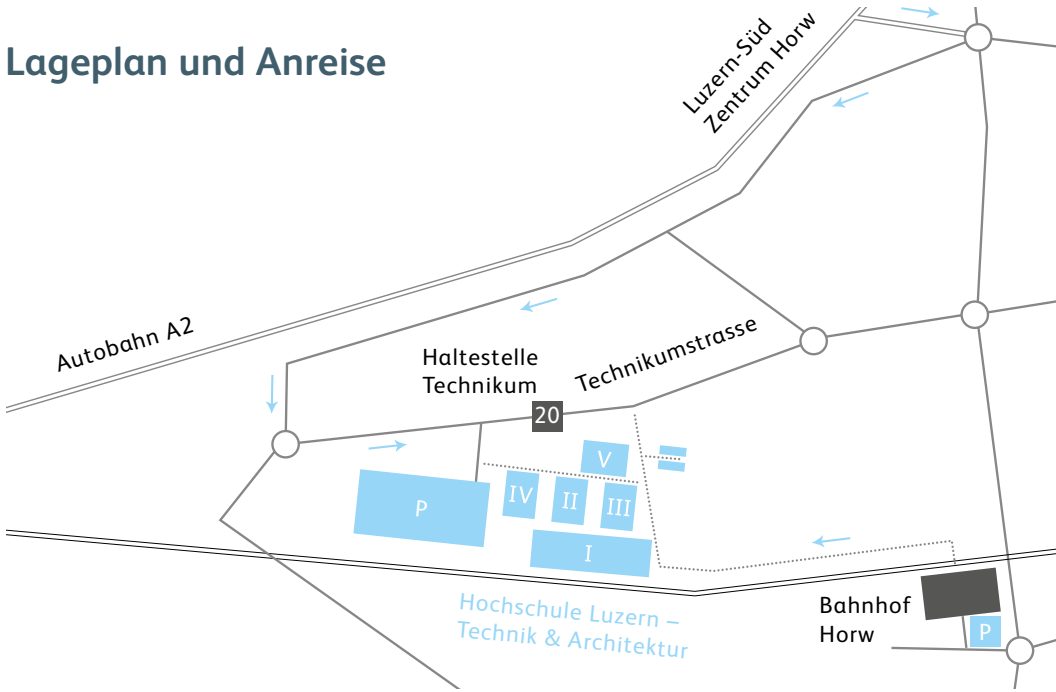 Lageplan und Anreise
Luzern-Süd
Zentrum Horw
Autobahn A2
Haltestelle
Technikum
Technikumstrasse
20
V
IV
II
III
P
I
Hochschule Luzern –
Technik & Architektur
Bahnhof
Horw
P